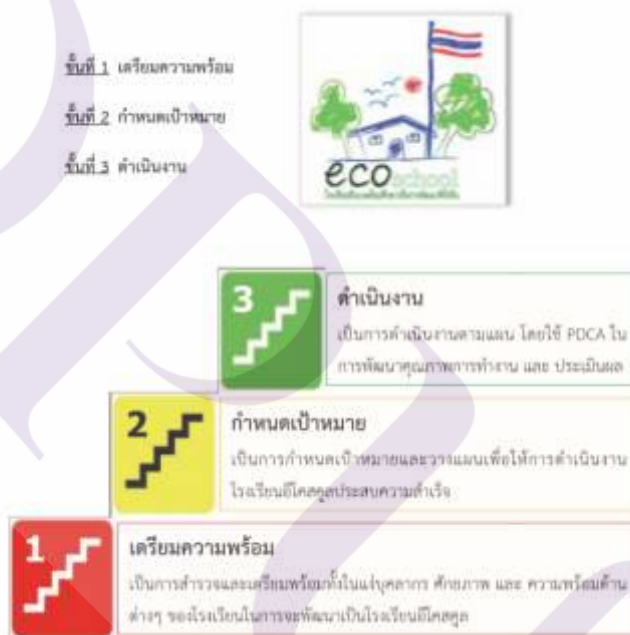 ขั้นที่ 1 เตรียมความพร้อม
ขั้นที่ 2 กำหนดเป้าหมาย
ขั้นที่ 3 ดำเนินงาน
ecoschool
3
ดำเนินงาน
เป็นการดำเนินงานตามแผน โดยใช้ PDCA ใน
การพัฒนาคุณภาพการทำงาน และ ประเมินผล
2
กำหนดเป้าหมาย
เป็นการกำหนดเป้าหมายและวางแผนเพื่อให้การดำเนินงาน
โรงเรียนอีโคสคูลประสบความสำเร็จ
1
เตรียมความพร้อม
เป็นการสำรวจและเตรียมพร้อมทั้งในแง่บุคลากร ศักยภาพ และ ความพร้อมด้าน
ต่างๆ ของโรงเรียนในการจะพัฒนาเป็นโรงเรียนอีโคสคูล